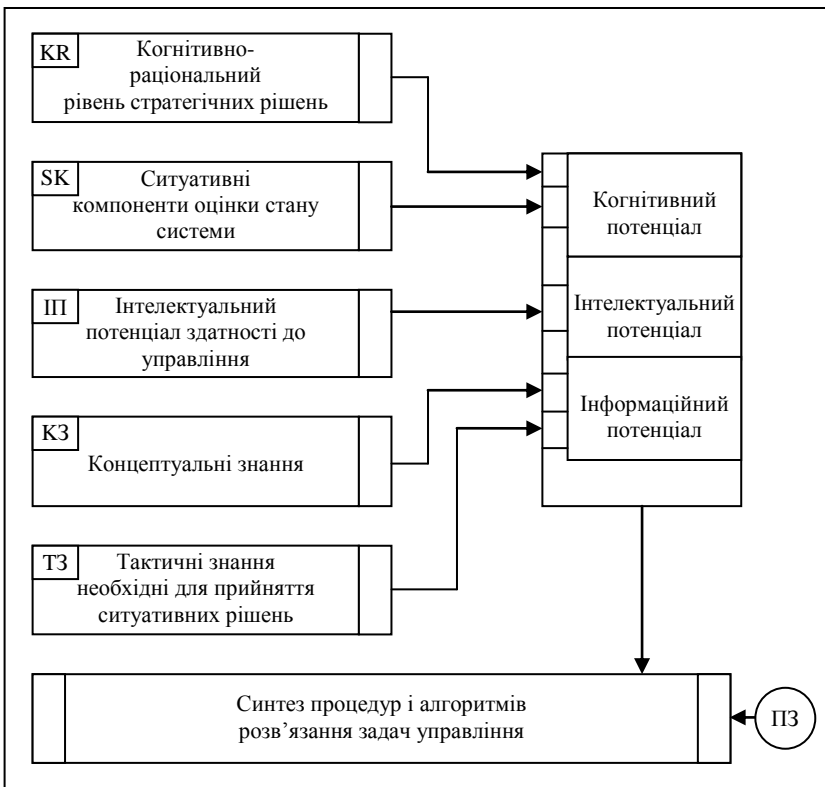 KR
Когнітивно-
раціональний
рівень стратегічних рішень
SK
Ситуативні
компоненти оцінки стану
системи
ІП
Інтелектуальний
потенціал здатності до
управління
КЗ
Концептуальні знання
ТЗ
Тактичні знання
необхідні для прийняття
ситуативних рішень
Когнітивний
потенціал
Інтелектуальний
потенціал
Інформаційний
потенціал
Синтез процедур і алгоритмів
розв’язання задач управління
ПЗ